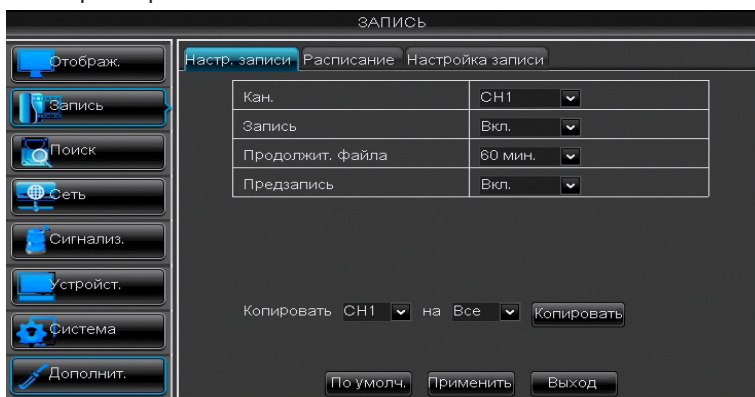 ЗАПИСЬ
Отображ.
Запись
Поиск
Сеть
Сигнализ.
Устройст.
Система
Дополнит.
Настр. записи Расписание Настройка записи
Кан. CH1
Запись Вкл.
Продолжит. файла 60 мин.
Предзапись Вкл.
Копировать CH1 на Все Копировать
По умолч. Применить Выход